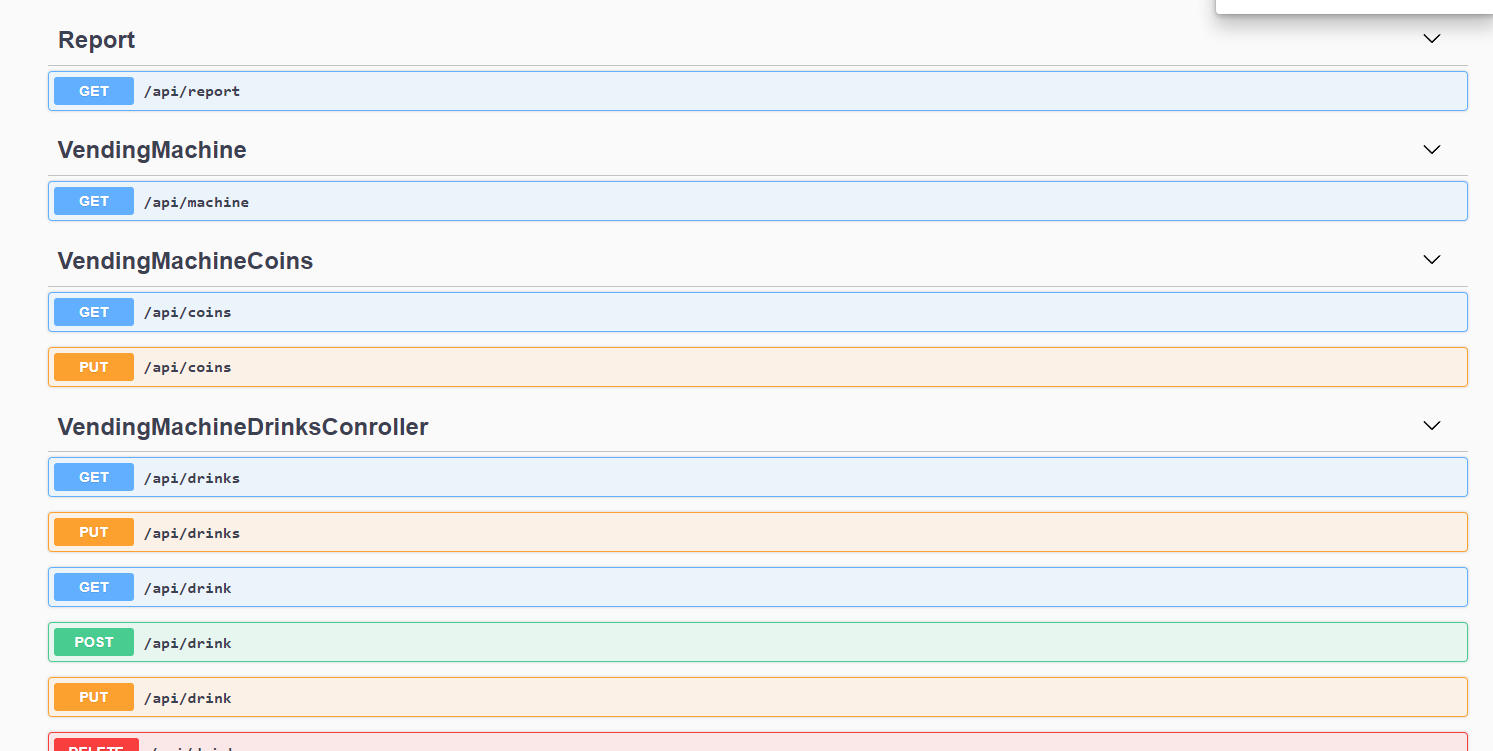 Report
GET /api/report
VendingMachine
GET /api/machine
VendingMachineCoins
GET /api/coins
PUT /api/coins
VendingMachineDrinksConroller
GET /api/drinks
PUT /api/drinks
GET /api/drink
POST /api/drink
PUT /api/drink
DELETE